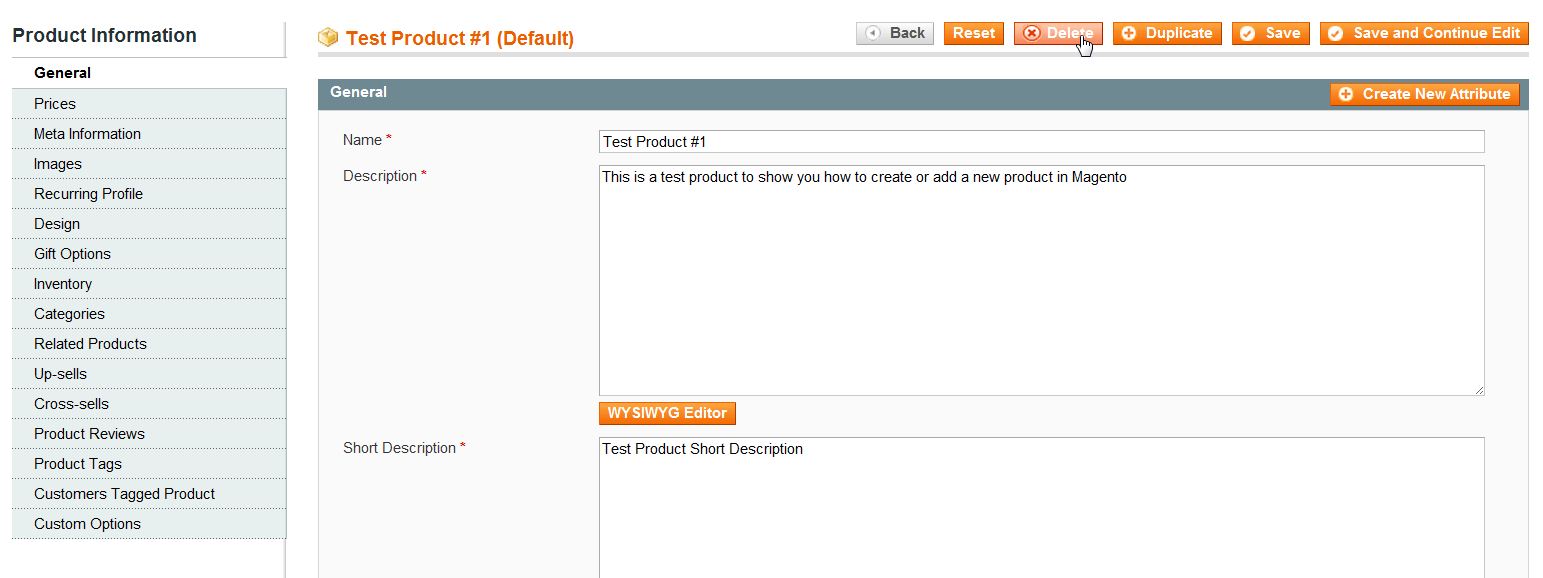 Product Information
General
Prices
Meta Information
Images
Recurring Profile
Design
Gift Options
Inventory
Categories
Related Products
Up-sells
Cross-sells
Product Reviews
Product Tags
Customers Tagged Product
Custom Options
Test Product #1 (Default)
Back
Reset
Delete
Duplicate
Save
Save and Continue Edit
General
Create New Attribute
Name *
Test Product #1
Description *
This is a test product to show you how to create or add a new product in Magento
WYSIWYG Editor
Short Description *
Test Product Short Description